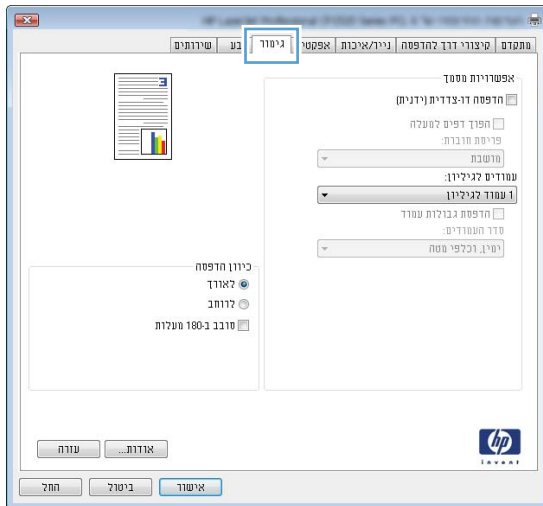 מתקדם קיצורי דרך להדפסה נייר/איכות אפקטים גימור צבע שירותים
אפשרויות מסמך
הדפסה דו-צדדית (ידנית)
הפוך דפים למעלה
פריסת חוברת:
מושבת
עמודים לגיליון:
1 עמוד לגיליון
הדפסת גבולות עמוד
סדר העמודים:
ימין, וכלפי מטה
כיוון הדפסה
לאורך
לרוחב
סובב ב-180 מעלות
אודות... עזרה
hp
invent
אישור ביטול החל